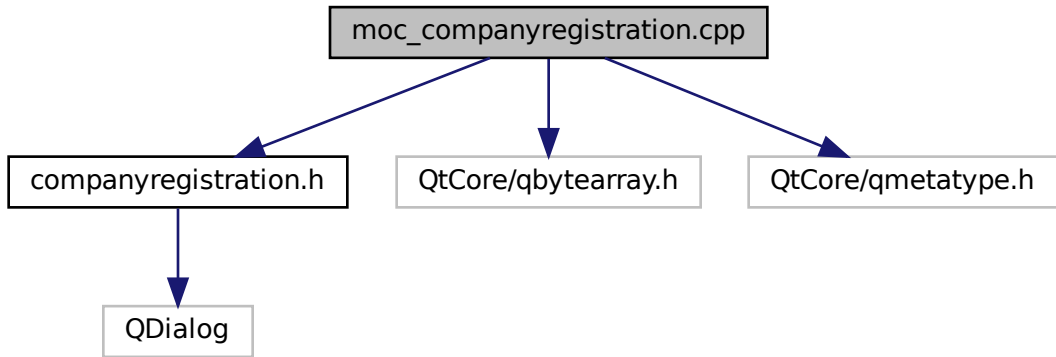 moc_companyregistration.cpp
companyregistration.h
QtCore/qbytearray.h
QtCore/qmetatype.h
QDialog